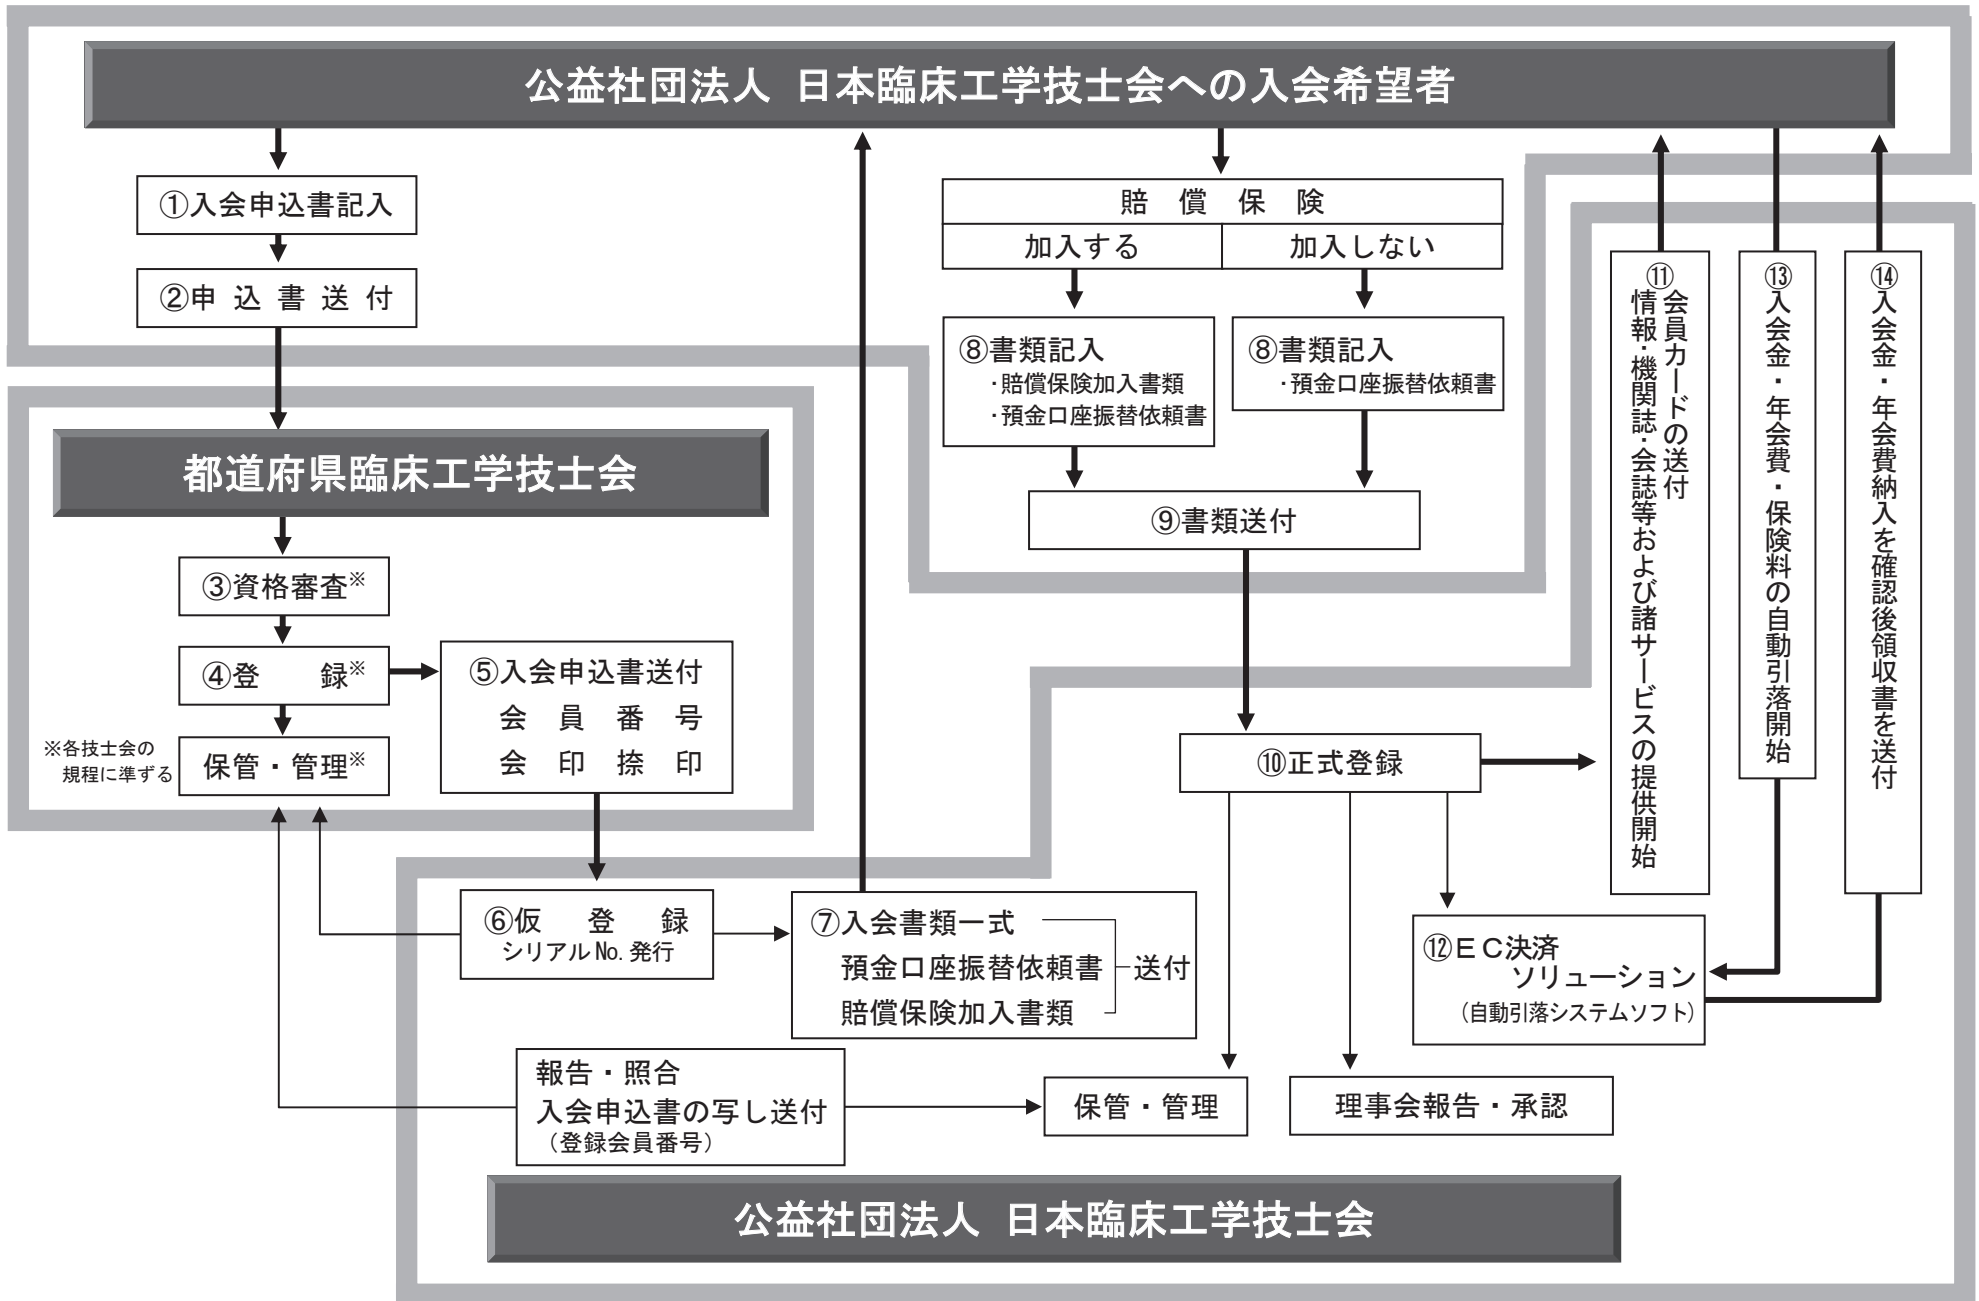 公益社団法人 日本臨床工学技士会への入会希望者
①入会申込書記入
②申込書送付
都道府県臨床工学技士会
③資格審査※
④登 録※
保管・管理※
※各技士会の
規程に準ずる
⑤入会申込書送付
会 員 番 号
会 印 捺 印
⑥仮 登 録
シリアルNo.発行
⑦入会書類一式
預金口座振替依頼書
賠償保険加入書類
送付
賠 償 保 険
加入する
加入しない
⑧書類記入
・賠償保険加入書類
・預金口座振替依頼書
⑧書類記入
・預金口座振替依頼書
⑨書類送付
⑩正式登録
⑪会員カードの送付
情報・機関誌・会誌等および諸サービスの提供開始
⑫EC決済
ソリューション
(自動引落システムソフト)
⑬入会金・年会費・保険料の自動引落開始
⑭入会金・年会費納入を確認後領収書を送付
報告・照合
入会申込書の写し送付
(登録会員番号)
保管・管理
理事会報告・承認
公益社団法人 日本臨床工学技士会